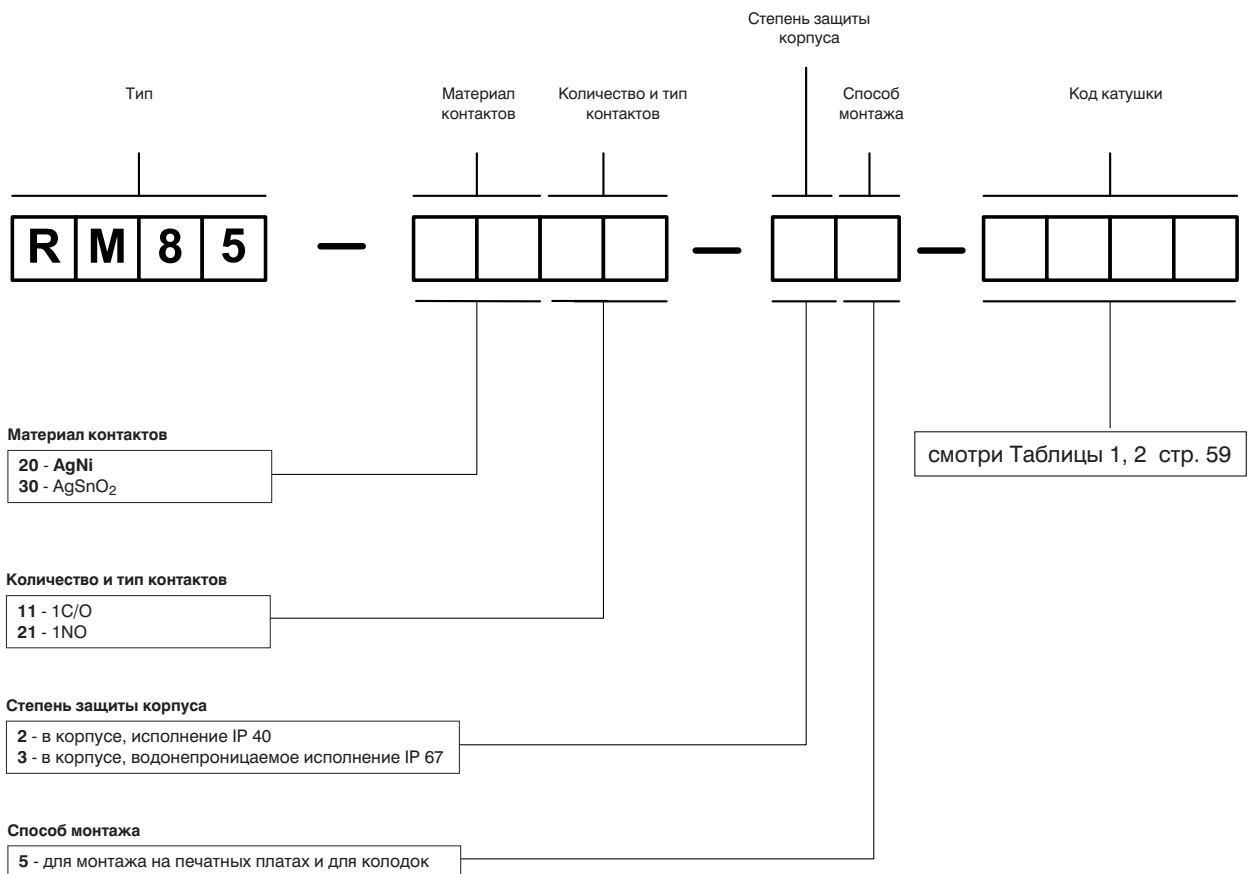 Степень защиты
корпуса
Тип
Материал
контактов
Количество и тип
контактов
Способ
монтажа
Код катушки
RM85 — — —
смотри Таблицы 1, 2 стр. 59
Материал контактов
20 - AgNi
30 - AgSnO2
Количество и тип контактов
11 - 1C/O
21 - 1NO
Степень защиты корпуса
2 - в корпусе, исполнение IP 40
3 - в корпусе, водонепроницаемое исполнение IP 67
Способ монтажа
5 - для монтажа на печатных платах и для колодок